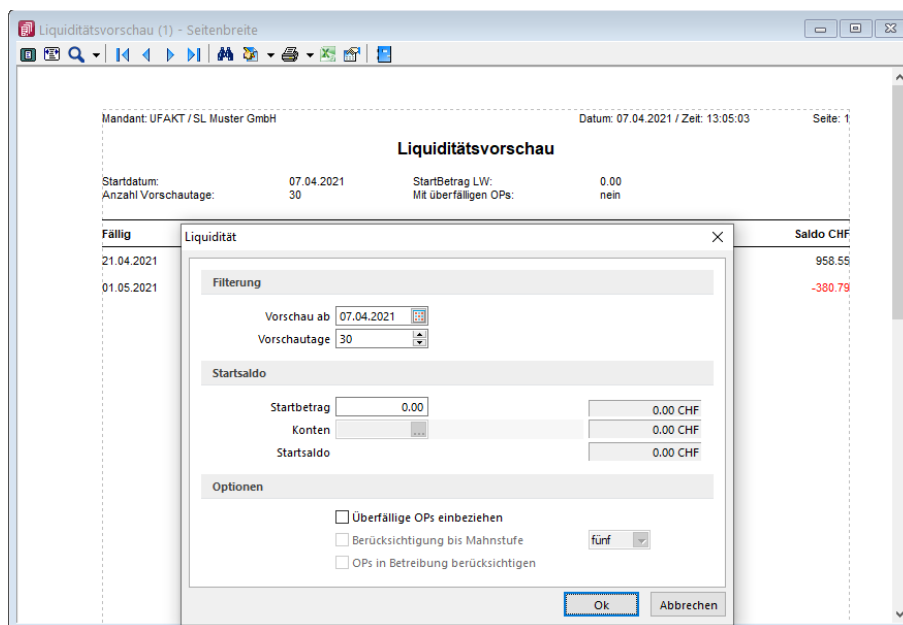 Liquiditätsvorschau (1) - Seitenbreite
Mandant: UFAKT / SL Muster GmbH Datum: 07.04.2021 / Zeit: 13:05:03 Seite: 1
Liquiditätsvorschau
Startdatum: 07.04.2021 StartBetrag LW: 0.00
Anzahl Vorschautage: 30 Mit überfälligen OPs: nein
Fällig Saldo CHF
21.04.2021 958.55
01.05.2021 -380.79
Liquidität
Filterung
Vorschau ab 07.04.2021
Vorschautage 30
Startsaldo
Startbetrag 0.00 0.00 CHF
Konten ... 0.00 CHF
Startsaldo 0.00 CHF
Optionen
Überfällige OPs einbeziehen
Berücksichtigung bis Mahnstufe fünf
OPs in Betreibung berücksichtigen
Ok Abbrechen